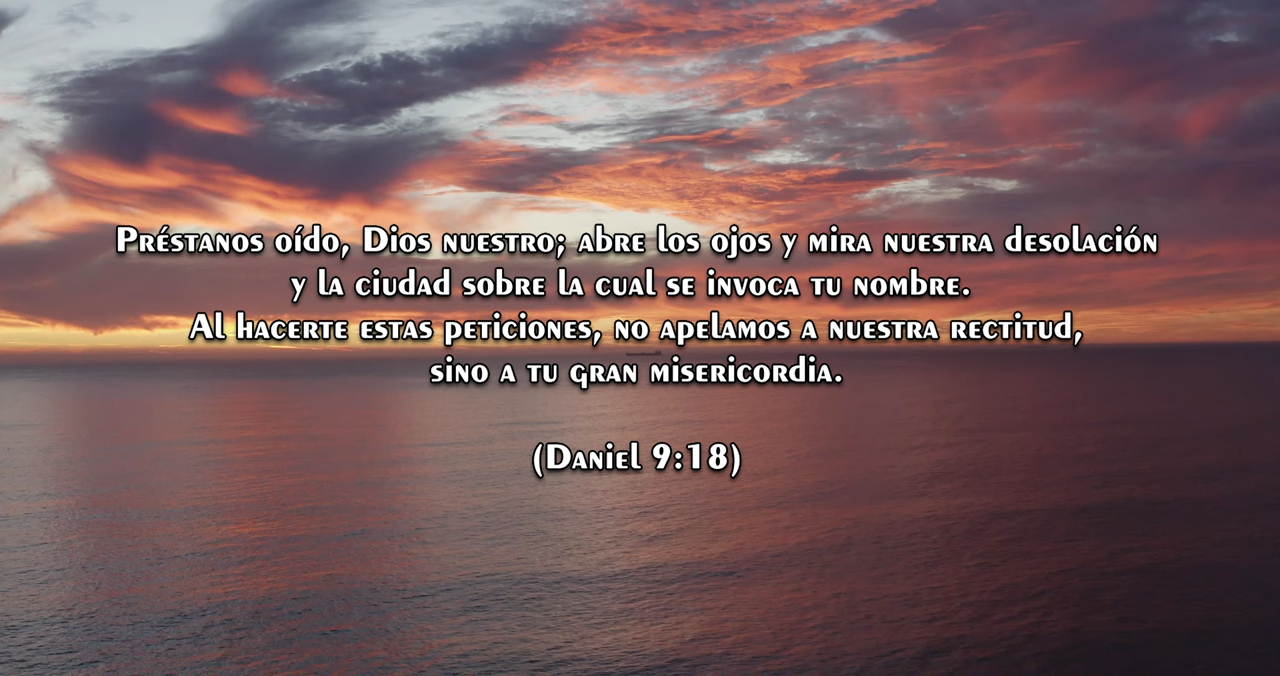 Préstanos oído, Dios nuestro; abre los ojos y mira nuestra desolación
y la ciudad sobre la cual se invoca tu nombre.
Al hacerte estas peticiones, no apelamos a nuestra rectitud,
sino a tu gran misericordia.
(Daniel 9:18)